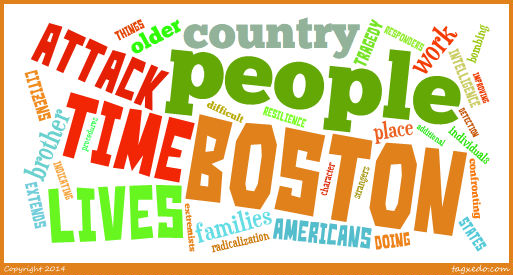 THINGS
older
country
TRAGEDY
RESPONDERS
work
bombing
ATTACK
people
INTELLIGENCE
IMPROVING
CITIZENS
difficult
RESILIENCE
DETECTION
TIME
BOSTON
place
additional
individuals
brother
procedures
character
strangers
confronting
INDICATING
EXTENDS
LIVES
extremists
families
radicalization
AMERICANS
DOING
STATES
Copyright 2014
tagxedo.com